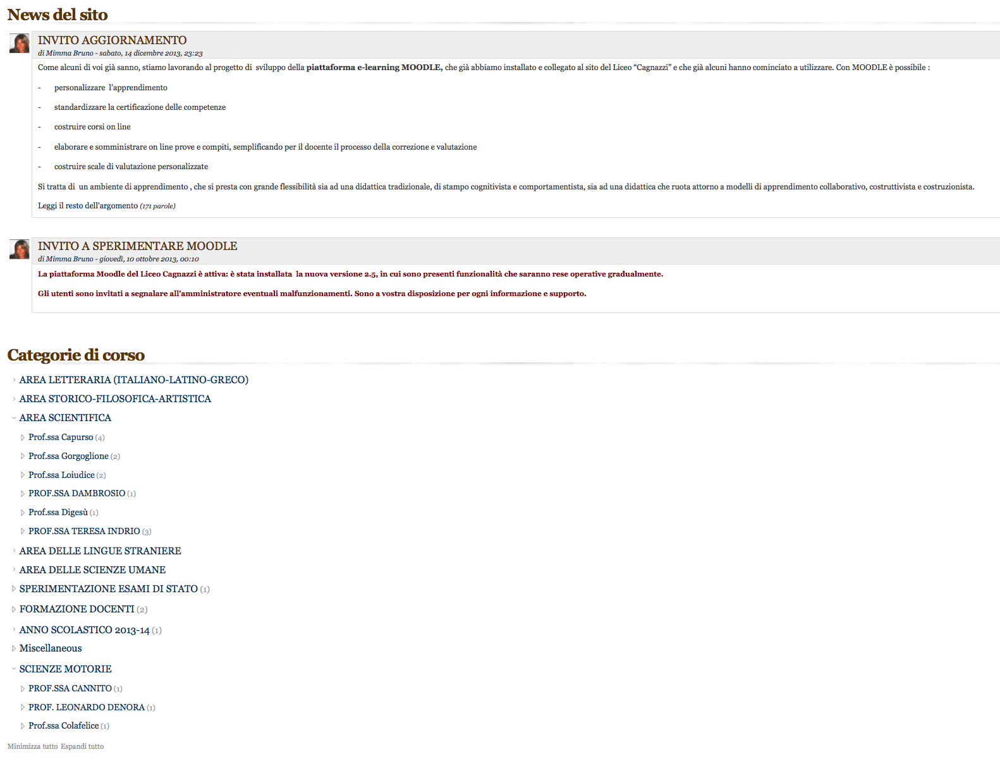 News del sito
INVITO AGGIORNAMENTO
di Mimma Bruno - sabato, 14 dicembre 2013, 23:23
Come alcuni di voi già sanno, stiamo lavorando al progetto di sviluppo della piattaforma e-learning MOODLE, che già abbiamo installato e collegato al sito del Liceo “Cagnazzi” e che già alcuni hanno cominciato a utilizzare. Con MOODLE è possibile :
- personalizzare l'apprendimento
- standardizzare la certificazione delle competenze
- costruire corsi on line
- elaborare e somministrare on line prove e compiti, semplificando per il docente il processo della correzione e valutazione
- costruire scale di valutazione personalizzate
Si tratta di un ambiente di apprendimento , che si presta con grande flessibilità sia ad una didattica tradizionale, di stampo cognitivista e comportamentista, sia ad una didattica che ruota attorno a modelli di apprendimento collaborativo, costruttivista e costruzionista.
Leggi il resto dell'argomento (171 parole)
INVITO A SPERIMENTARE MOODLE
di Mimma Bruno - giovedì, 10 ottobre 2013, 00:10
La piattaforma Moodle del Liceo Cagnazzi è attiva: è stata installata la nuova versione 2.5, in cui sono presenti funzionalità che saranno rese operative gradualmente.
Gli utenti sono invitati a segnalare all'amministratore eventuali malfunzionamenti. Sono a vostra disposizione per ogni informazione e supporto.
Categorie di corso
AREA LETTERARIA (ITALIANO-LATINO-GRECO)
AREA STORICO-FILOSOFICA-ARTISTICA
AREA SCIENTIFICA
Prof.ssa Capurso (4)
Prof.ssa Gorgoglione (2)
Prof.ssa Loiudice (2)
PROF.SSA DAMBROSIO (1)
Prof.ssa Digesù (1)
PROF.SSA TERESA INDRIO (3)
AREA DELLE LINGUE STRANIERE
AREA DELLE SCIENZE UMANE
SPERIMENTAZIONE ESAMI DI STATO (1)
FORMAZIONE DOCENTI (2)
ANNO SCOLASTICO 2013-14 (1)
Miscellaneous
SCIENZE MOTORIE
PROF.SSA CANNITO (1)
PROF. LEONARDO DENORA (1)
Prof.ssa Colafelice (1)
Minimizza tutto Espandi tutto